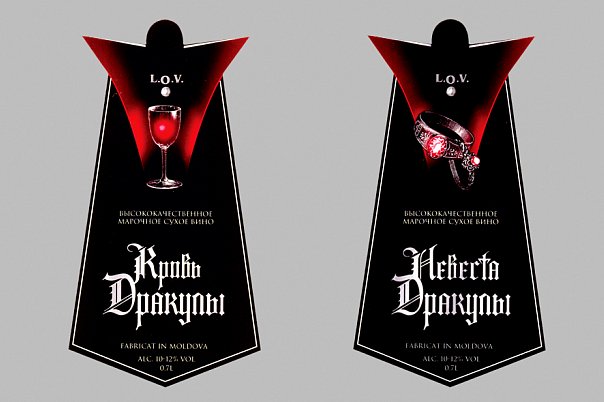 L.O.V.
ВЫСОКОКАЧЕСТВЕННОЕ
МАРОЧНОЕ СУХОЕ ВИНО
Кровь
Дракулы
FABRICAT IN MOLDOVA
ALC. 10-12% VOL
0.7L
L.O.V.
ВЫСОКОКАЧЕСТВЕННОЕ
МАРОЧНОЕ СУХОЕ ВИНО
Невеста
Дракулы
FABRICAT IN MOLDOVA
ALC. 10-12% VOL
0.7L